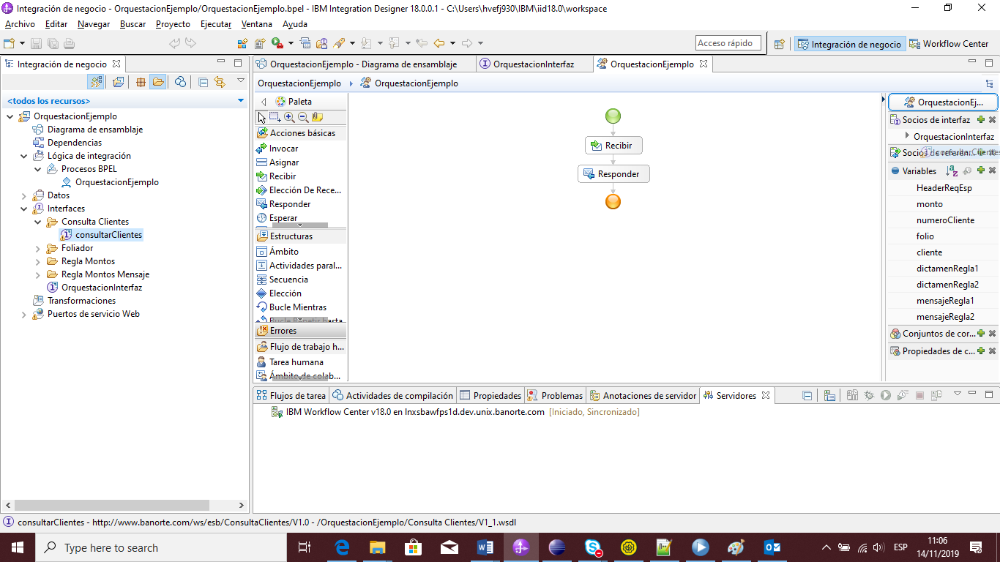 Integración de negocio - OrquestacionEjemplo/OrquestacionEjemplo.bpel - IBM Integration Designer 18.0.0.1 - C:\Users\hvefj930\IBM\iid18.0\workspace
Archivo Editar Navegar Buscar Proyecto Ejecutar Ventana Ayuda
Acceso rápido
Integración de negocio
Workflow Center
Integración de negocio
<todos los recursos>
OrquestacionEjemplo
Diagrama de ensamblaje
Dependencias
Lógica de integración
Procesos BPEL
OrquestacionEjemplo
Datos
Interfaces
Consulta Clientes
consultarClientes
Foliador
Regla Montos
Regla Montos Mensaje
OrquestacionInterfaz
Transformaciones
Puertos de servicio Web
OrquestacionEjemplo - Diagrama de ensamblaje
OrquestacionInterfaz
OrquestacionEjemplo
OrquestacionEjemplo
OrquestacionEjemplo
Paleta
Acciones básicas
Invocar
Asignar
Recibir
Elección De Rece...
Responder
Esperar
Estructuras
Ámbito
Actividades paral...
Secuencia
Elección
Bucle Mientras
Bucle Repetir hasta
Errores
Flujo de trabajo h...
Tarea humana
Ámbito de colab...
Recibir
Responder
OrquestacionEj...
Socios de interfaz
OrquestacionInterfaz
Socios de referen...
consultarClientes
Variables
HeaderReqEsp
monto
numeroCliente
folio
cliente
dictamenRegla1
dictamenRegla2
mensajeRegla1
mensajeRegla2
Conjuntos de cor...
Propiedades de c...
Flujos de tarea
Actividades de compilación
Propiedades
Problemas
Anotaciones de servidor
Servidores
IBM Workflow Center v18.0 en lnxsbawfps1d.dev.unix.banorte.com [Iniciado, Sincronizado]
consultarClientes - http://www.banorte.com/ws/esb/ConsultaClientes/V1.0 - /OrquestacionEjemplo/Consulta Clientes/V1_1.wsdl
Type here to search
ESP
11:06
14/11/2019